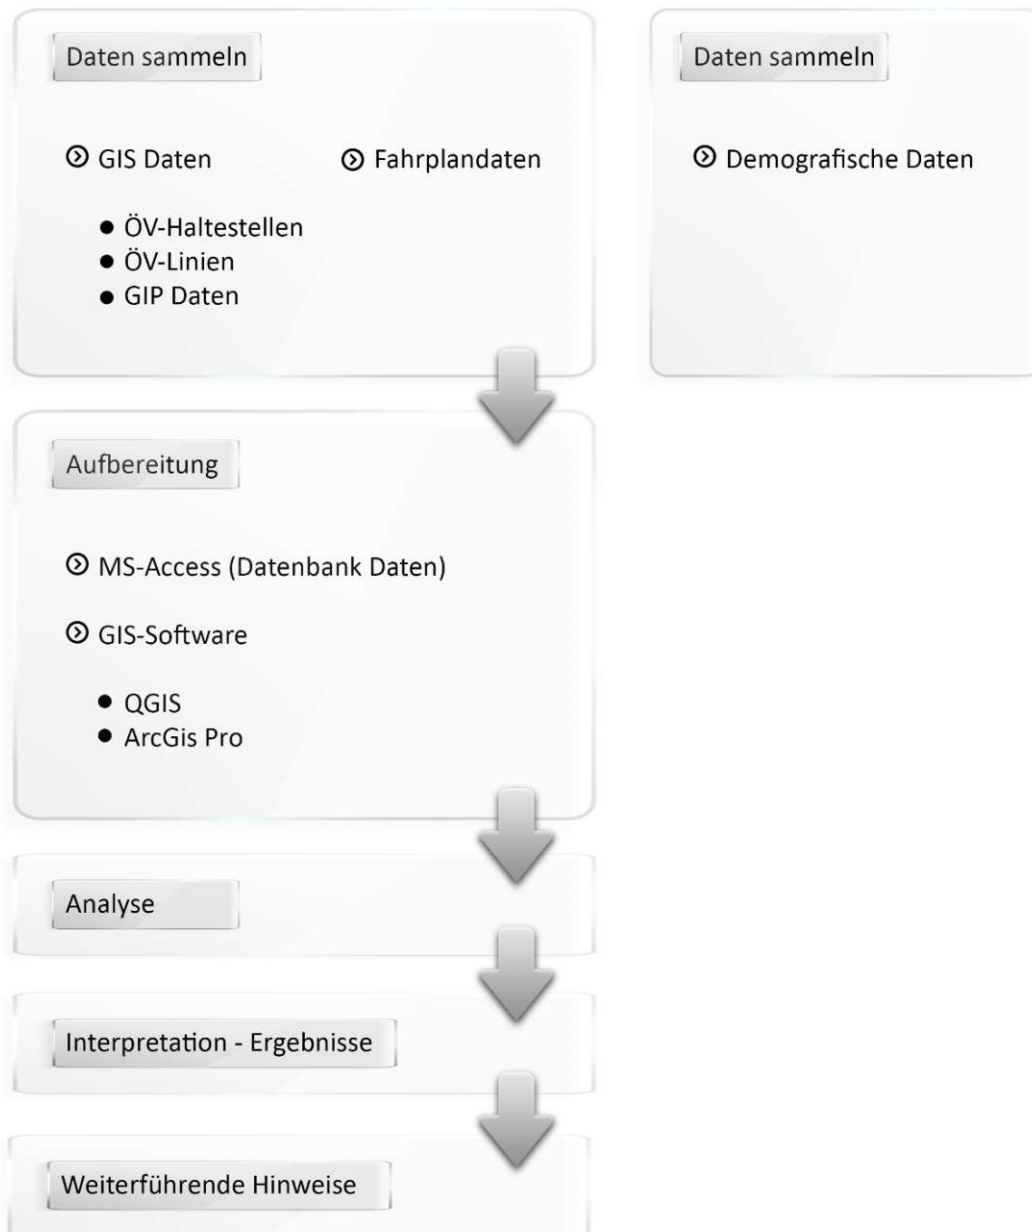 Daten sammeln
GIS Daten
Fahrplandaten
ÖV-Haltestellen
ÖV-Linien
GIP Daten
Daten sammeln
Demografische Daten
Aufbereitung
MS-Access (Datenbank Daten)
GIS-Software
QGIS
ArcGis Pro
Analyse
Interpretation - Ergebnisse
Weiterführende Hinweise